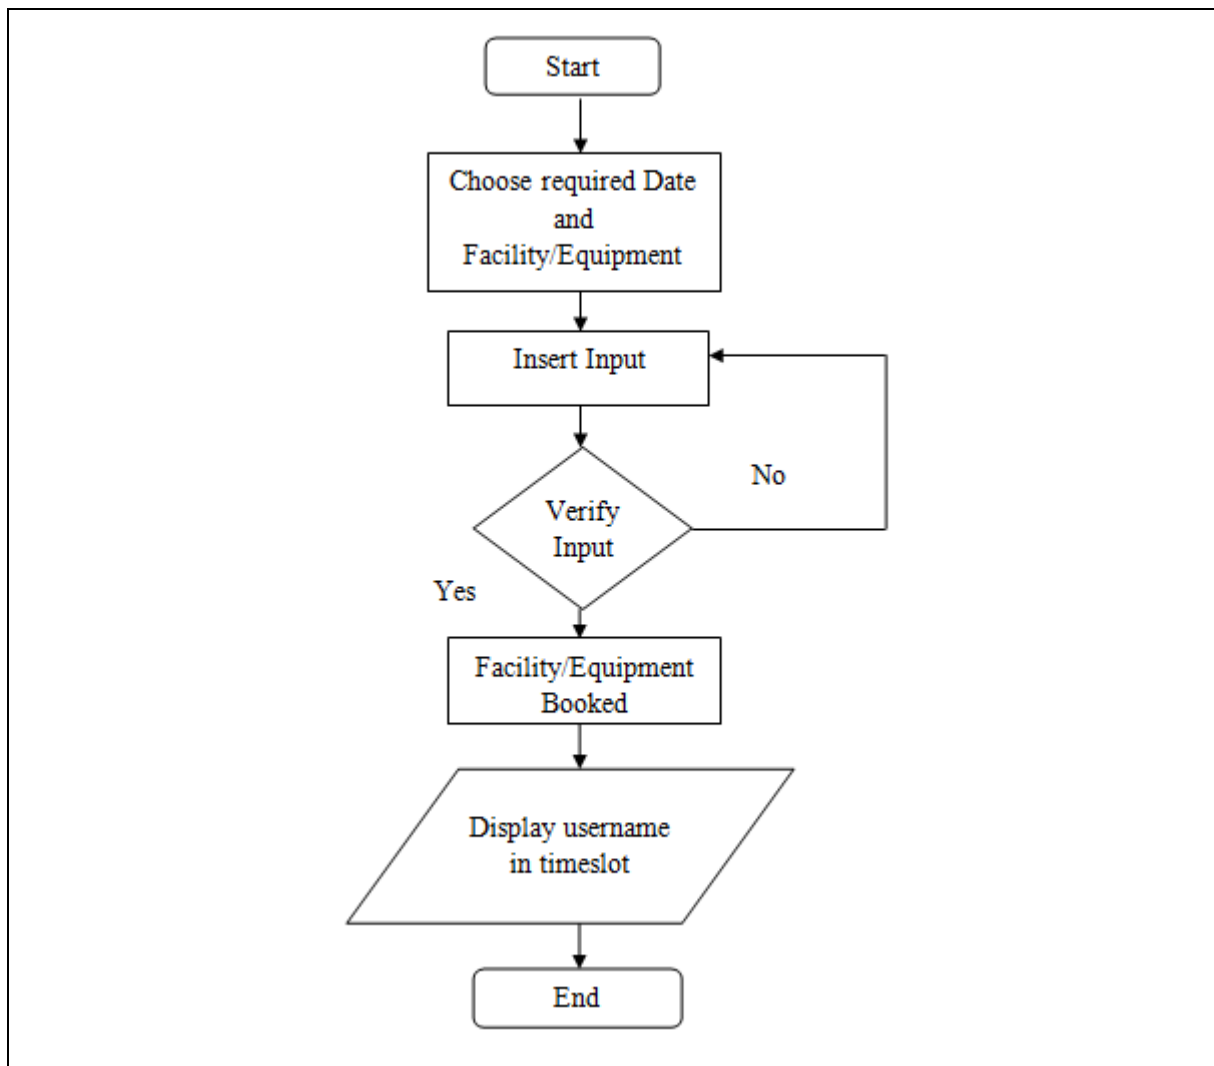 Start
Choose required Date
and
Facility/Equipment
Insert Input
No
Verify
Input
Yes
Facility/Equipment
Booked
Display username
in timeslot
End